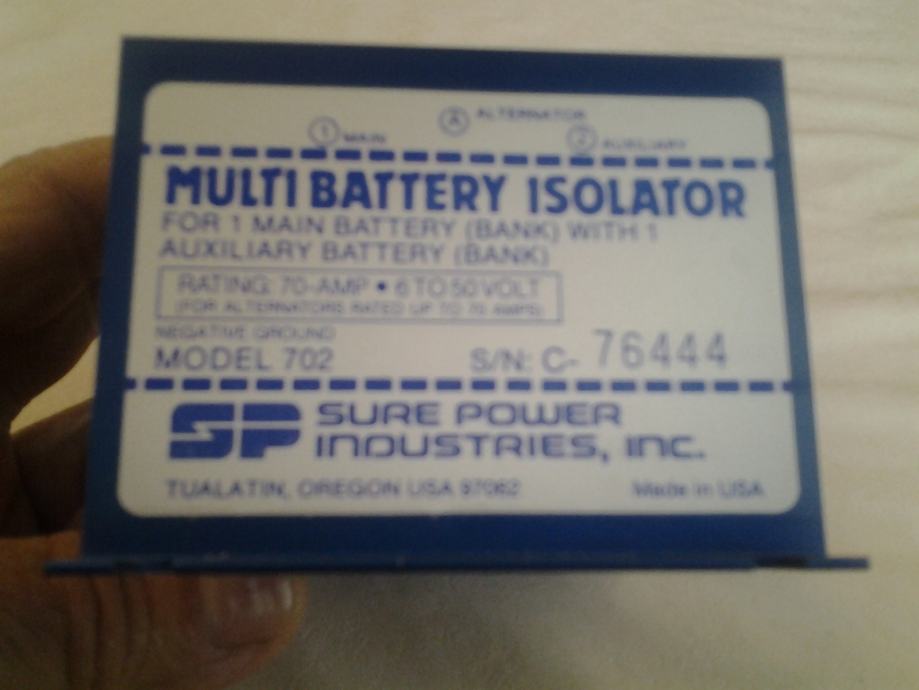 1 MAIN A ALTERNATOR 2 AUXILIARY
MULTI BATTERY ISOLATOR
FOR 1 MAIN BATTERY (BANK) WITH 1
AUXILIARY BATTERY (BANK)
RATING: 70-AMP • 6 TO 50 VOLT
(FOR ALTERNATORS RATED UP TO 70 AMPS)
NEGATIVE GROUND
MODEL 702 S/N: C- 76444
SP SURE POWER
INDUSTRIES, INC.
TUALATIN, OREGON USA 97062 Made in USA